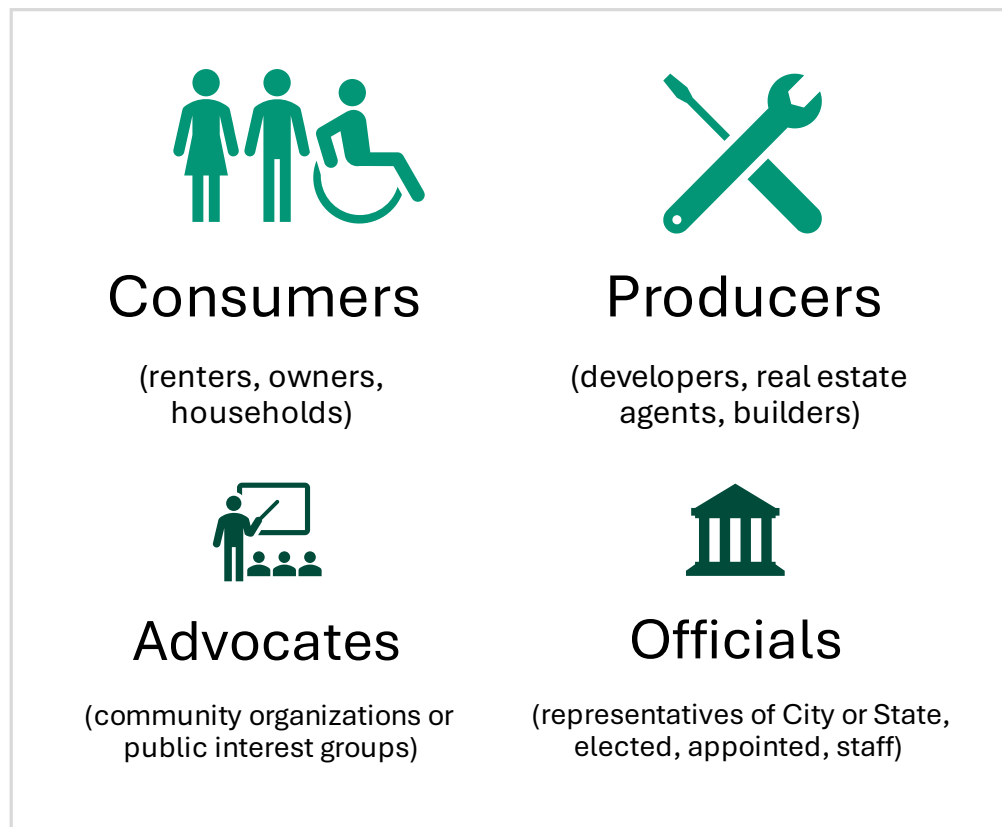 Consumers
(renters, owners,
households)
Producers
(developers, real estate
agents, builders)
Advocates
(community organizations or
public interest groups)
Officials
(representatives of City or State,
elected, appointed, staff)